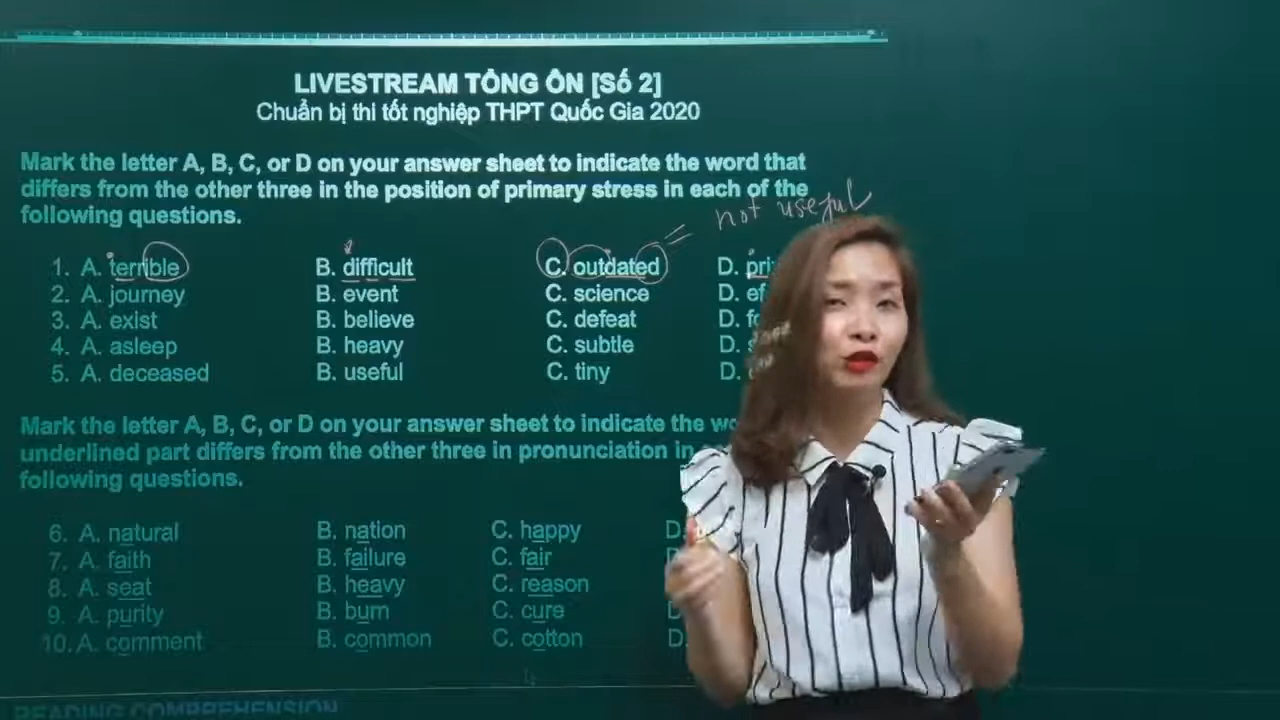 LIVESTREAM TỔNG ÔN [Số 2]
Chuẩn bị thi tốt nghiệp THPT Quốc Gia 2020
Mark the letter A, B, C, or D on your answer sheet to indicate the word that
differs from the other three in the position of primary stress in each of the
following questions.
= not useful
1. A. terrible B. difficult C. outdated D.
2. A. journey B. event C. science D.
3. A. exist B. believe C. defeat D.
4. A. asleep B. heavy C. subtle D.
5. A. deceased B. useful C. tiny D.
Mark the letter A, B, C, or D on your answer sheet to indicate the
underlined part differs from the other three in pronunciation in
following questions.
6. A. natural B. nation C. happy D.
7. A. faith B. failure C. fair
8. A. seat B. heavy C. reason
9. A. purity B. burn C. cure
10. A. comment B. common C. cotton D.
READING COMPREHENSION